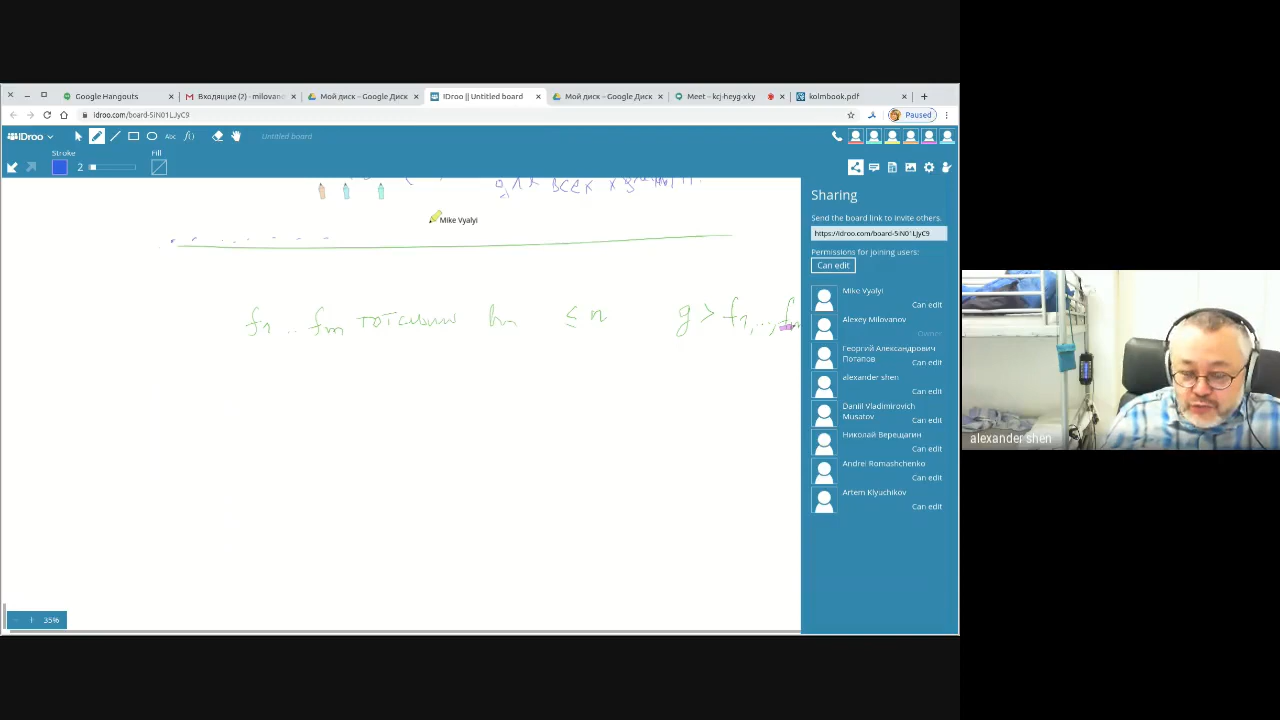 Google Hangouts
Входящие (2) - milovan
Мой диск – Google Диск
IDroo || Untitled board
Мой диск – Google Диск
Meet – kcj-heyg-xky
kolmbook.pdf
idroo.com/board-5iN01LJyC9
Paused
IDroo
Abc
f()
Untitled board
Stroke
Fill
2
для всех x
Mike Vyalyi
f₁ .. fₘ
≤ n
g > f₁, .., fₘ
Sharing
Send the board link to invite others.
https://idroo.com/board-5iN01LJyC9
Permissions for joining users:
Can edit
Mike Vyalyi
Can edit
Alexey Milovanov
Owner
Георгий Александрович
Потапов
Can edit
alexander shen
Can edit
Daniil Vladimirovich
Musatov
Can edit
Николай Верещагин
Can edit
Andrei Romashchenko
Can edit
Artem Klyuchikov
Can edit
35%
alexander shen